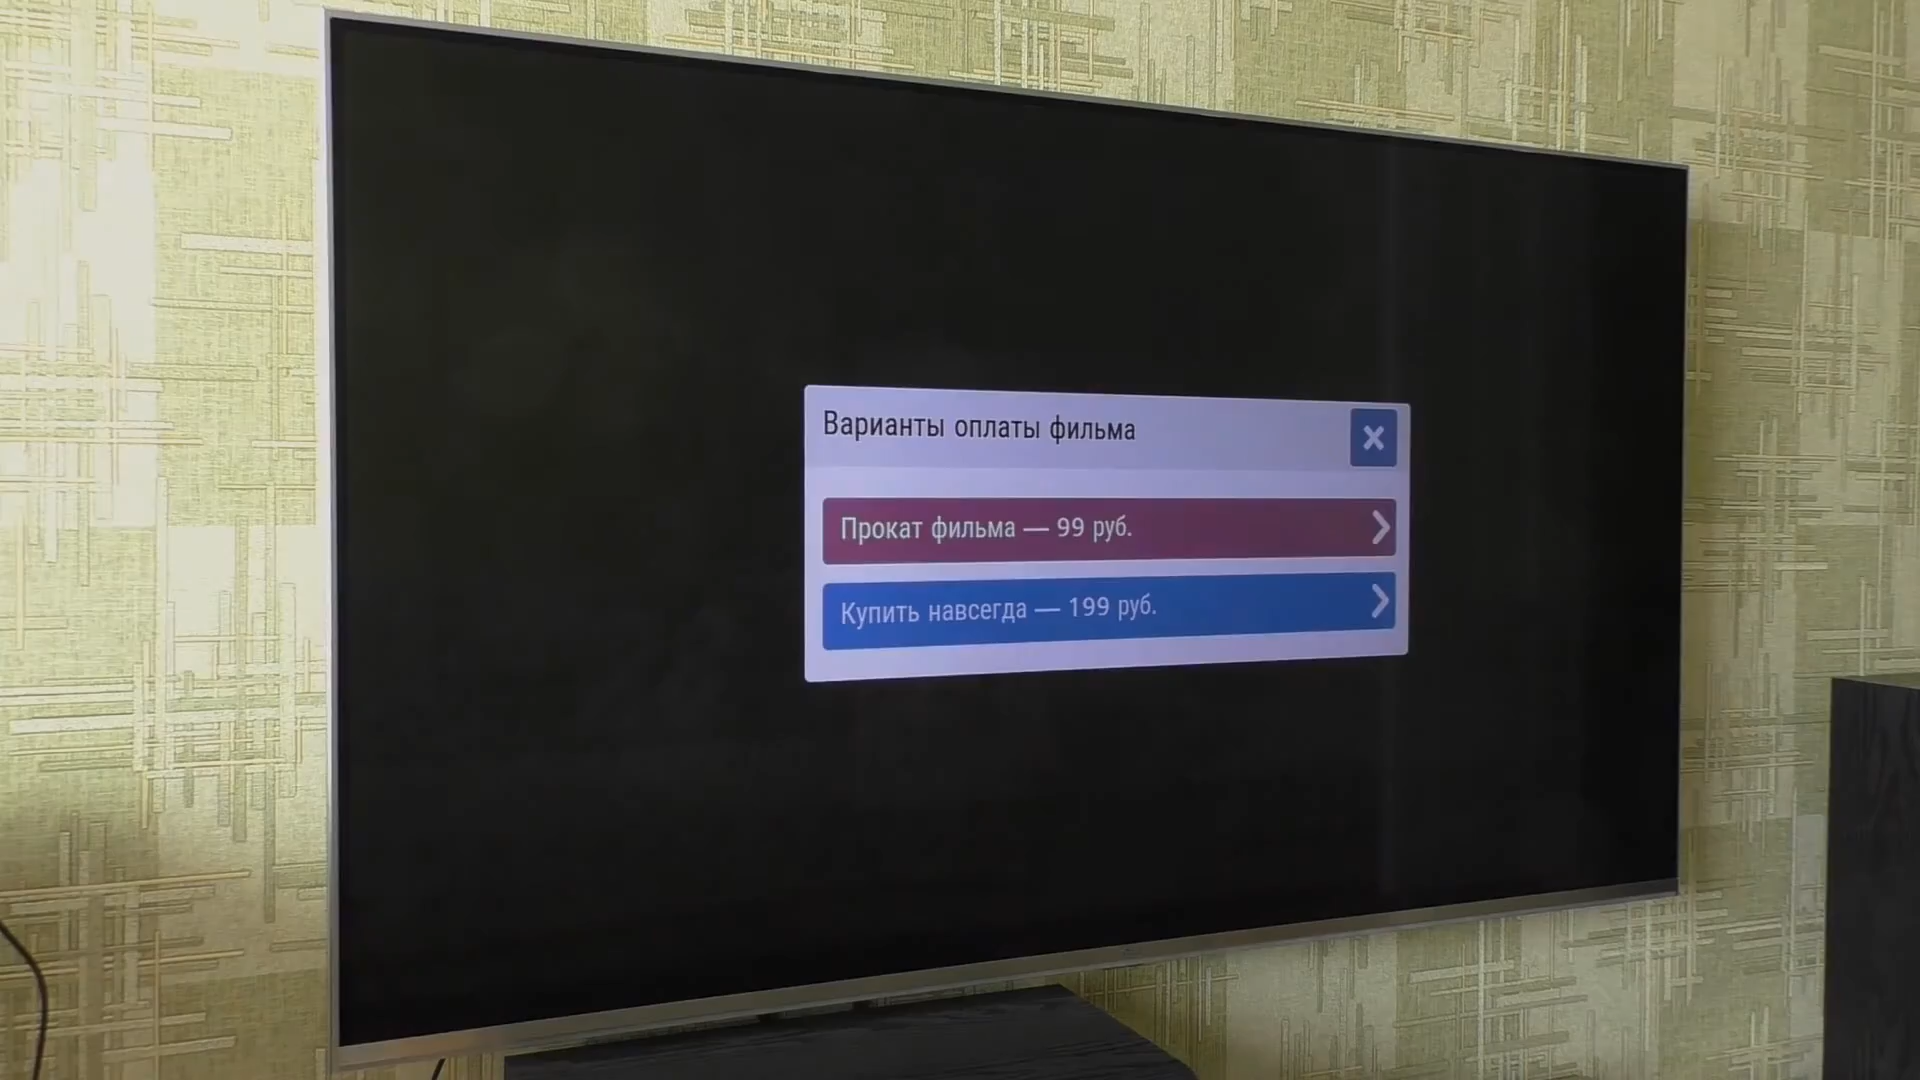 Варианты оплаты фильма
Прокат фильма — 99 руб.
Купить навсегда — 199 руб.